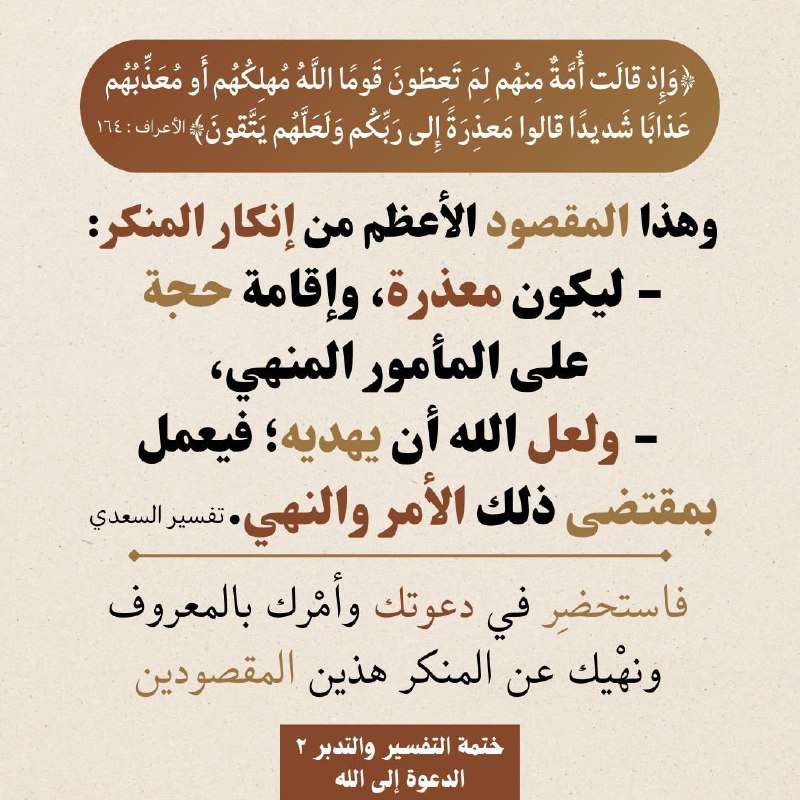 ﴿وَإِذ قالَت أُمَّةٌ مِنهُم لِمَ تَعِظونَ قَومًا اللَّهُ مُهلِكُهُم أَو مُعَذِّبُهُم
عَذابًا شَديدًا قالوا مَعذِرَةً إِلى رَبِّكُم وَلَعَلَّهُم يَتَّقونَ﴾ الأعراف : ١٦٤
وهذا المقصود الأعظم من إنكار المنكر:
- ليكون معذرة، وإقامة حجة
على المأمور المنهي،
- ولعل الله أن يهديه؛ فيعمل
بمقتضى ذلك الأمر والنهي. تفسير السعدي
فاستحضِر في دعوتك وأمْرك بالمعروف
ونهْيك عن المنكر هذين المقصودين
ختمة التفسير والتدبر ٢
الدعوة إلى الله